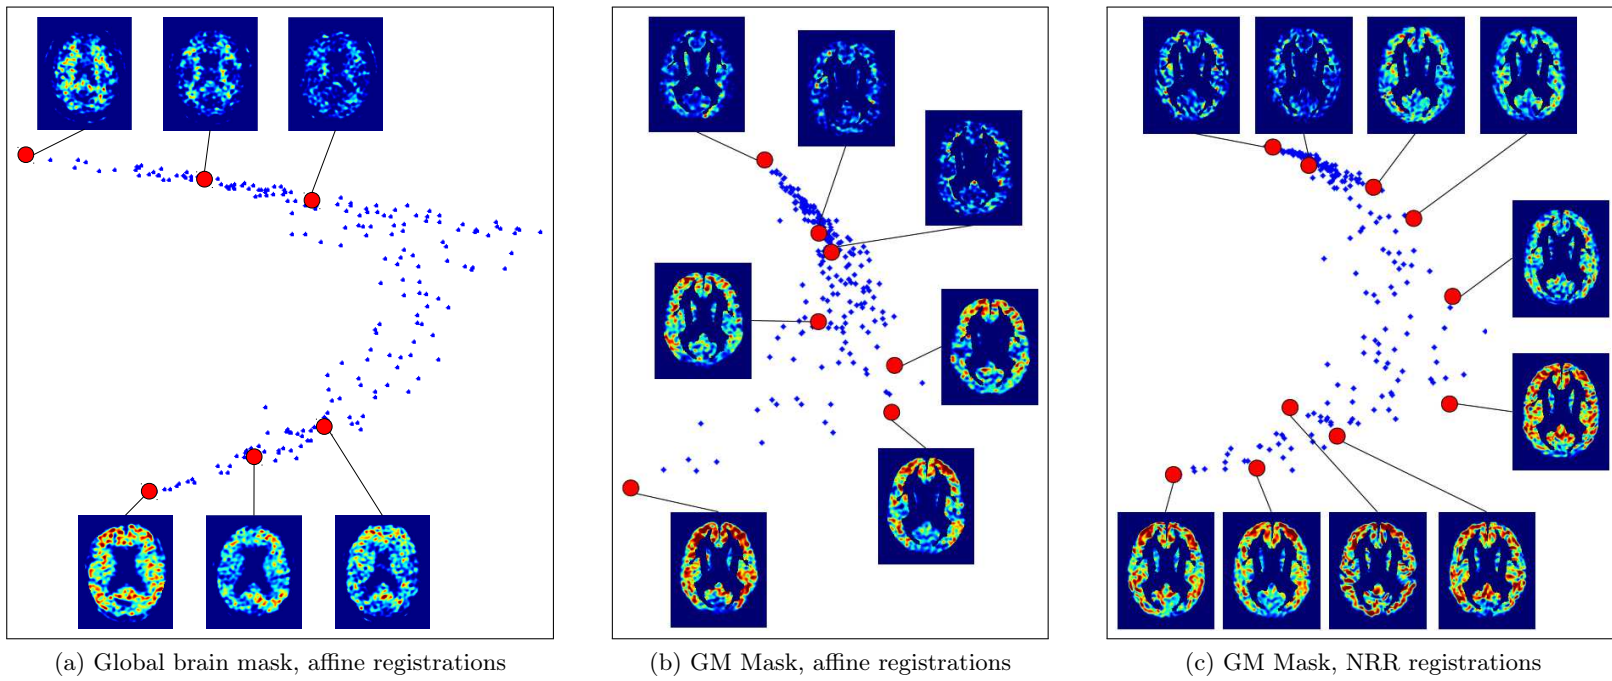 (a) Global brain mask, affine registrations
(b) GM Mask, affine registrations
(c) GM Mask, NRR registrations